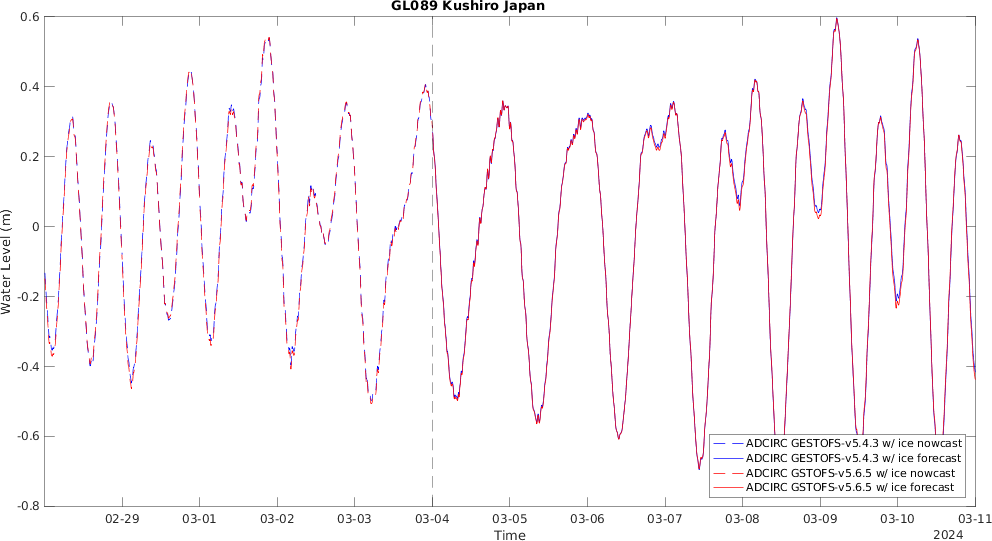 GL089 Kushiro Japan
Water Level (m)
0.6
0.4
0.2
0
-0.2
-0.4
-0.6
-0.8
ADCIRC GESTOFS-v5.4.3 w/ ice nowcast
ADCIRC GESTOFS-v5.4.3 w/ ice forecast
ADCIRC GSTOFS-v5.6.5 w/ ice nowcast
ADCIRC GSTOFS-v5.6.5 w/ ice forecast
02-29 03-01 03-02 03-03 03-04 03-05 03-06 03-07 03-08 03-09 03-10 03-11
Time
2024